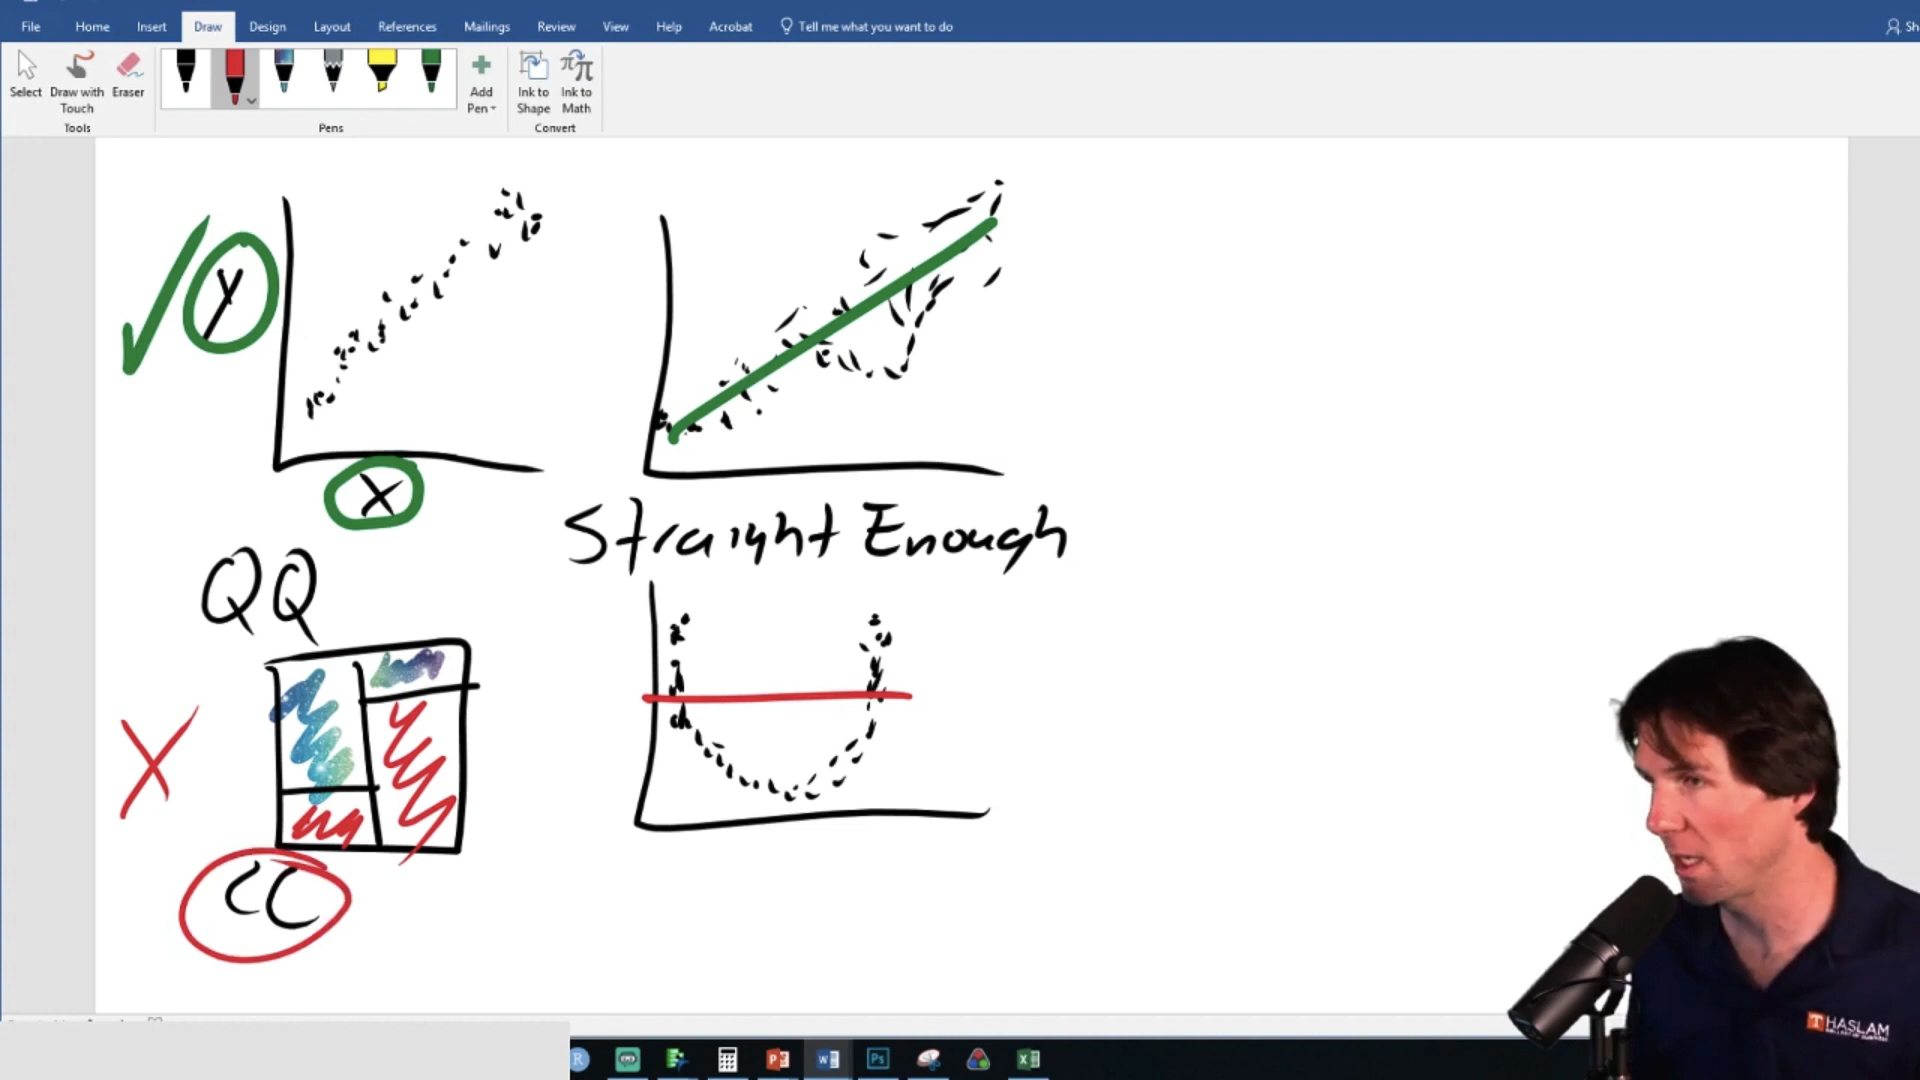 File Home Insert Draw Design Layout References Mailings Review View Help Acrobat Tell me what you want to do
Select Draw with Touch Eraser Add Pen Ink to Shape Ink to Math
Tools Pens Convert
Y
X
Straight Enough
QQ
X
CC
T HASLAM
R P W Ps X